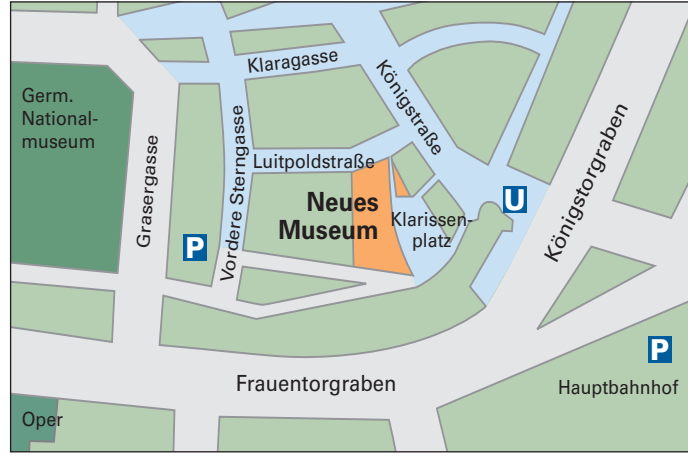 Klaragasse
Königstraße
Germ.
National-
museum
Grasergasse
Vordere Sterngasse
Luitpoldstraße
Königstorgraben
Neues
Museum
Klarissen-
platz
U
P
P
Frauentorgraben
Hauptbahnhof
Oper